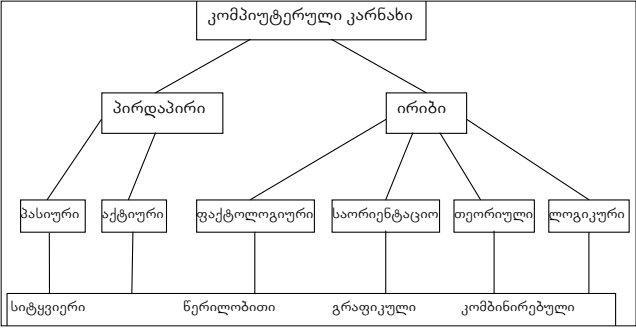 კომპიუტერული კარნახი
პირდაპირი
ირიბი
პასიური
აქტიური
ფაქტოლოგიური
საორიენტაციო
თეორიული
ლოგიკური
სიტყვიერი
წერილობითი
გრაფიკული
კომბინირებული